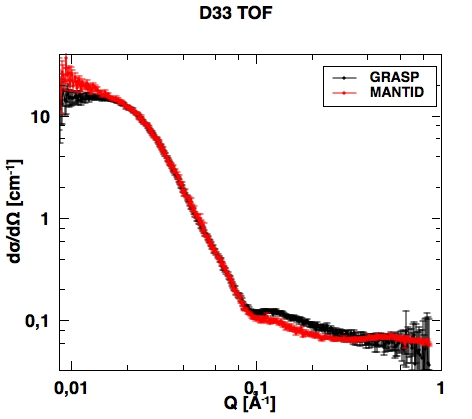 D33 TOF
GRASP
MANTID
dσ/dΩ [cm⁻¹]
10
1
0,1
0,01
0,1
1
Q [Å⁻¹]